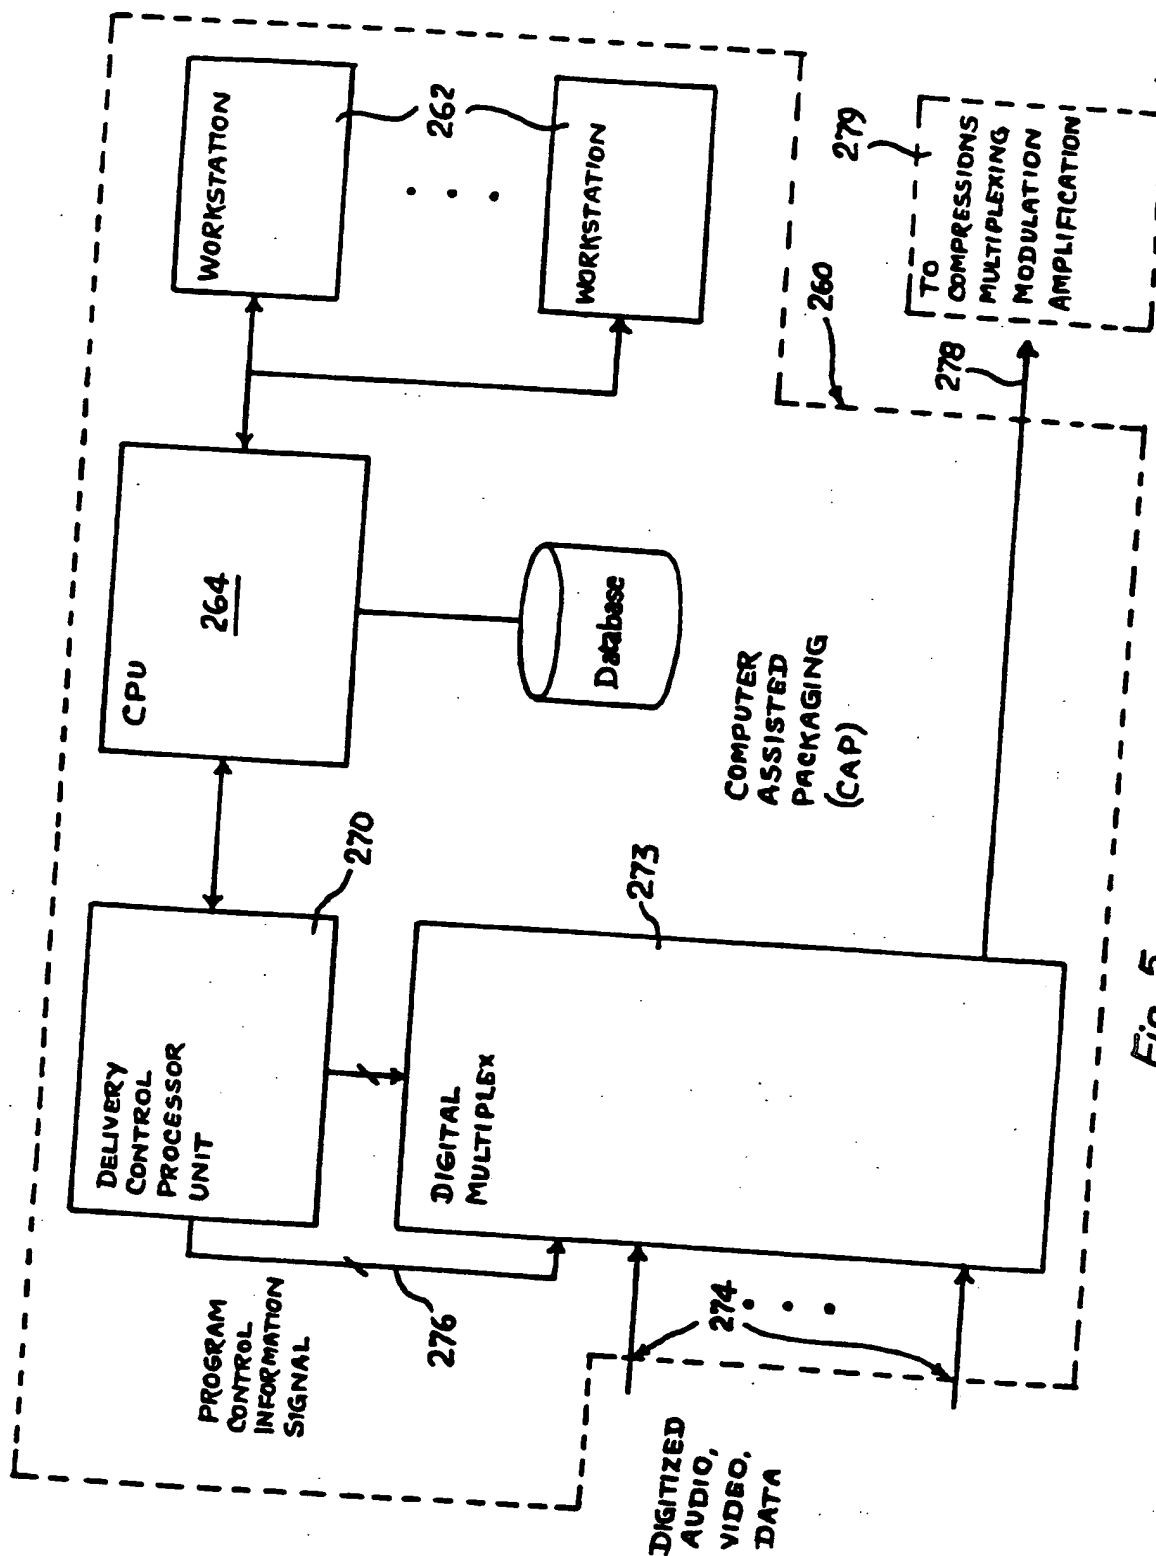 PROGRAM
CONTROL
INFORMATION
SIGNAL
276
DELIVERY
CONTROL
PROCESSOR
UNIT
270
CPU
264
WORKSTATION
262
WORKSTATION
Database
DIGITIZED
AUDIO,
VIDEO,
DATA
274
DIGITAL
MULTIPLEX
273
COMPUTER
ASSISTED
PACKAGING
(CAP)
260
278
279
TO
COMPRESSIONS
MULTIPLEXING
MODULATION
AMPLIFICATION
Fig. 5